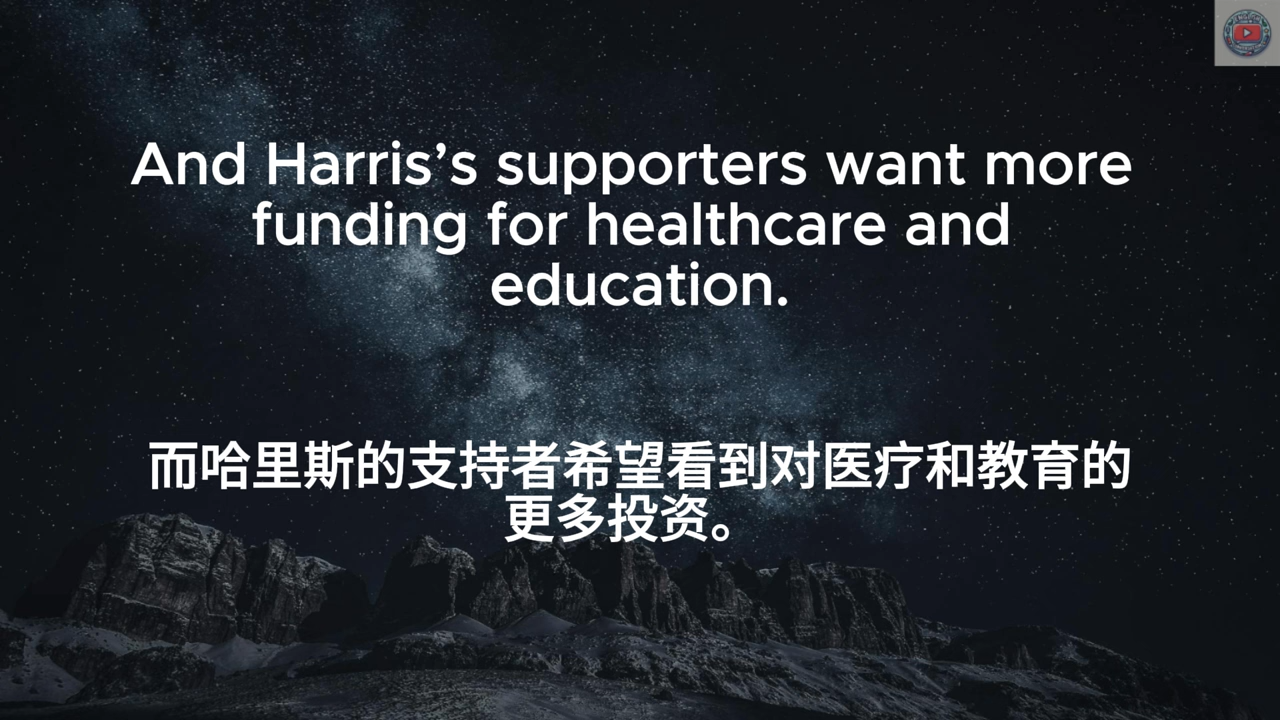 And Harris’s supporters want more
funding for healthcare and
education.
而哈里斯的支持者希望看到对医疗和教育的
更多投资。